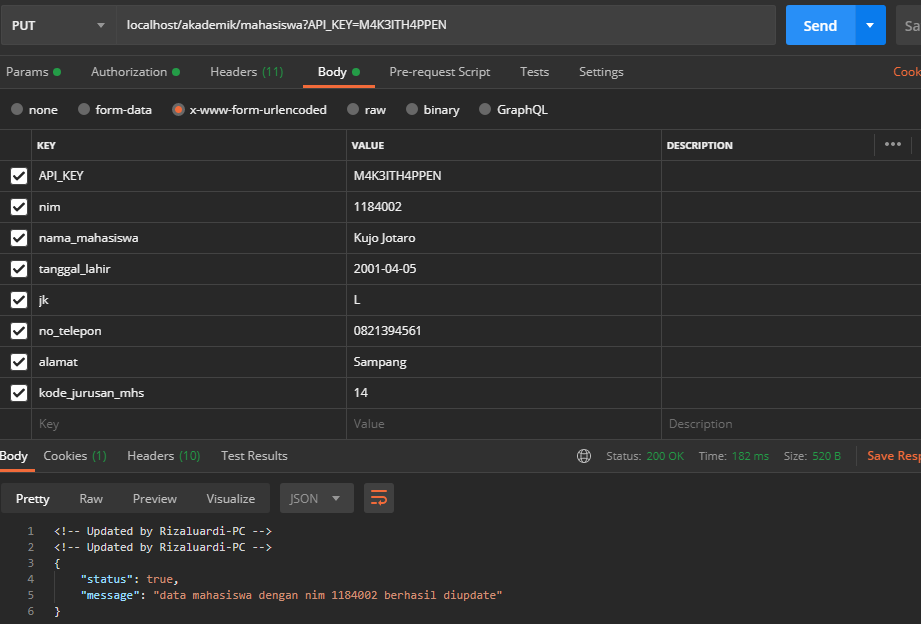 PUT localhost/akademik/mahasiswa?API_KEY=M4K3ITH4PPEN Send Sa
Params Authorization Headers (11) Body Pre-request Script Tests Settings Cook
none form-data x-www-form-urlencoded raw binary GraphQL
KEY VALUE DESCRIPTION •••
API_KEY M4K3ITH4PPEN
nim 1184002
nama_mahasiswa Kujo Jotaro
tanggal_lahir 2001-04-05
jk L
no_telepon 0821394561
alamat Sampang
kode_jurusan_mhs 14
Key Value Description
Body Cookies (1) Headers (10) Test Results Status: 200 OK Time: 182 ms Size: 520 B Save Resp
Pretty Raw Preview Visualize JSON
1 <!-- Updated by Rizaluardi-PC -->
2 <!-- Updated by Rizaluardi-PC -->
3 {
4 "status": true,
5 "message": "data mahasiswa dengan nim 1184002 berhasil diupdate"
6 }